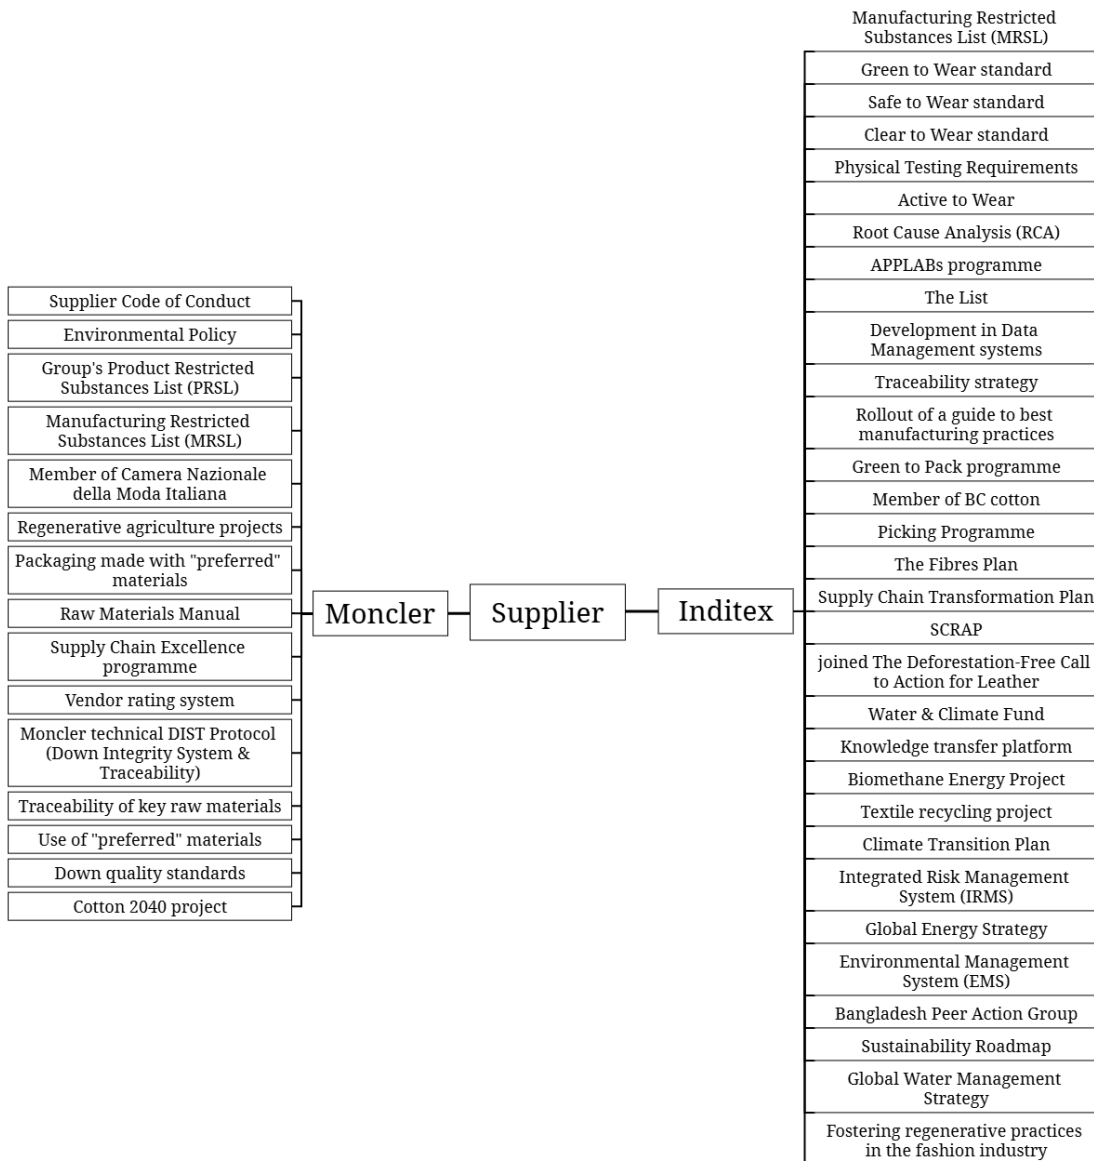 Supplier Code of Conduct
Environmental Policy
Group's Product Restricted
Substances List (PRSL)
Manufacturing Restricted
Substances List (MRSL)
Member of Camera Nazionale
della Moda Italiana
Regenerative agriculture projects
Packaging made with "preferred"
materials
Raw Materials Manual
Supply Chain Excellence
programme
Vendor rating system
Moncler technical DIST Protocol
(Down Integrity System &
Traceability)
Traceability of key raw materials
Use of "preferred" materials
Down quality standards
Cotton 2040 project
Moncler
Supplier
Inditex
Manufacturing Restricted
Substances List (MRSL)
Green to Wear standard
Safe to Wear standard
Clear to Wear standard
Physical Testing Requirements
Active to Wear
Root Cause Analysis (RCA)
APPLABs programme
The List
Development in Data
Management systems
Traceability strategy
Rollout of a guide to best
manufacturing practices
Green to Pack programme
Member of BC cotton
Picking Programme
The Fibres Plan
Supply Chain Transformation Plan
SCRAP
joined The Deforestation-Free Call
to Action for Leather
Water & Climate Fund
Knowledge transfer platform
Biomethane Energy Project
Textile recycling project
Climate Transition Plan
Integrated Risk Management
System (IRMS)
Global Energy Strategy
Environmental Management
System (EMS)
Bangladesh Peer Action Group
Sustainability Roadmap
Global Water Management
Strategy
Fostering regenerative practices
in the fashion industry